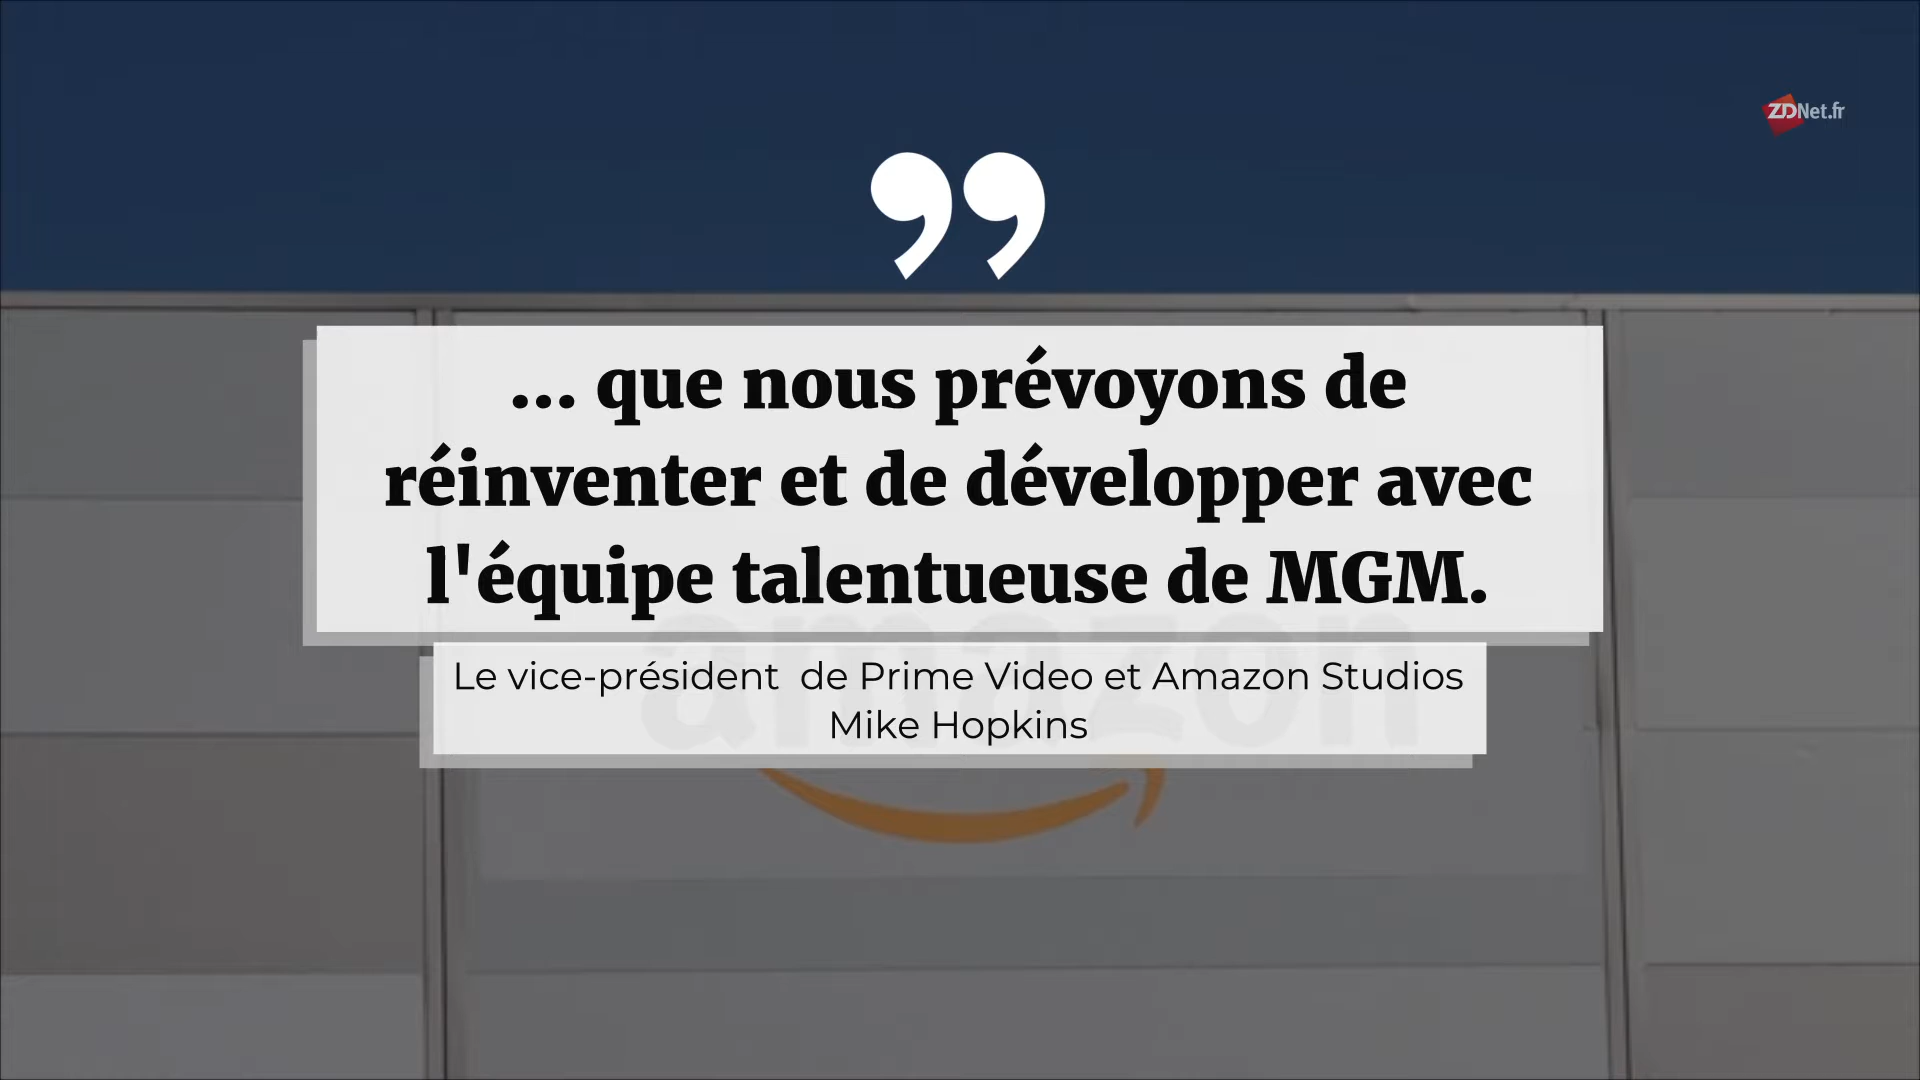 ZDNet.fr
”
... que nous prévoyons de
réinventer et de développer avec
l'équipe talentueuse de MGM.
Le vice-président  de Prime Video et Amazon Studios
Mike Hopkins
amazon